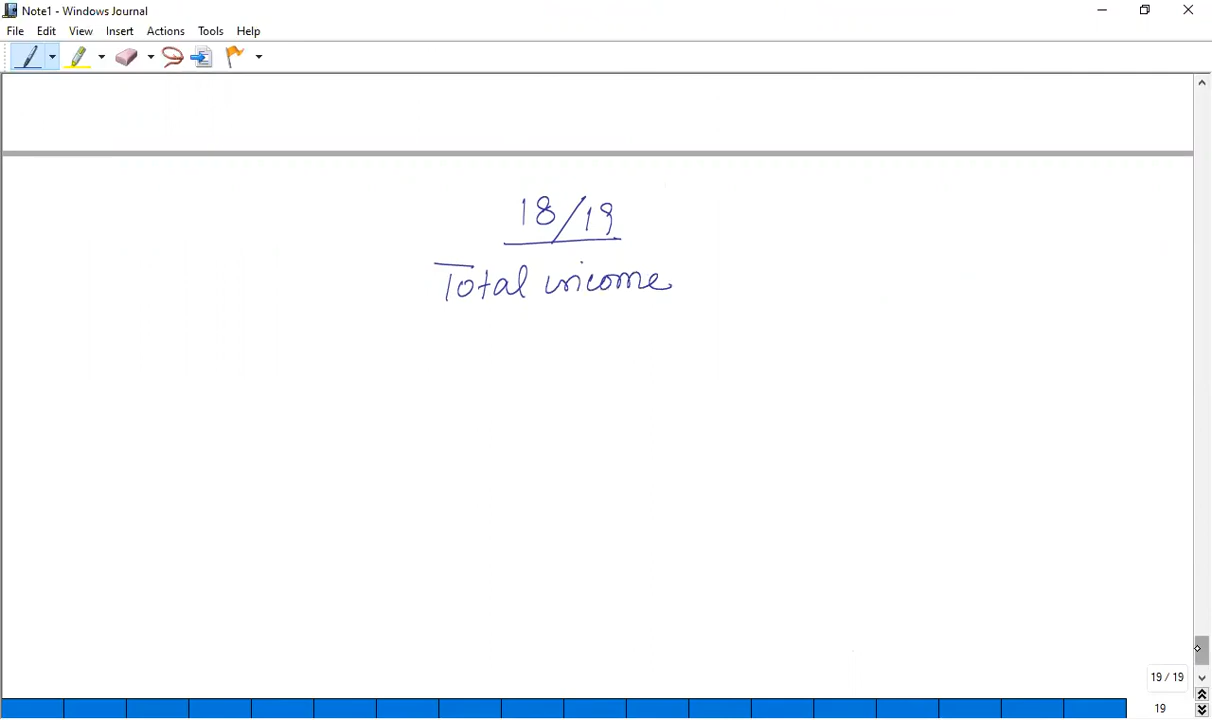 Note1 - Windows Journal
File Edit View Insert Actions Tools Help
18/19
Total income
19 / 19
19